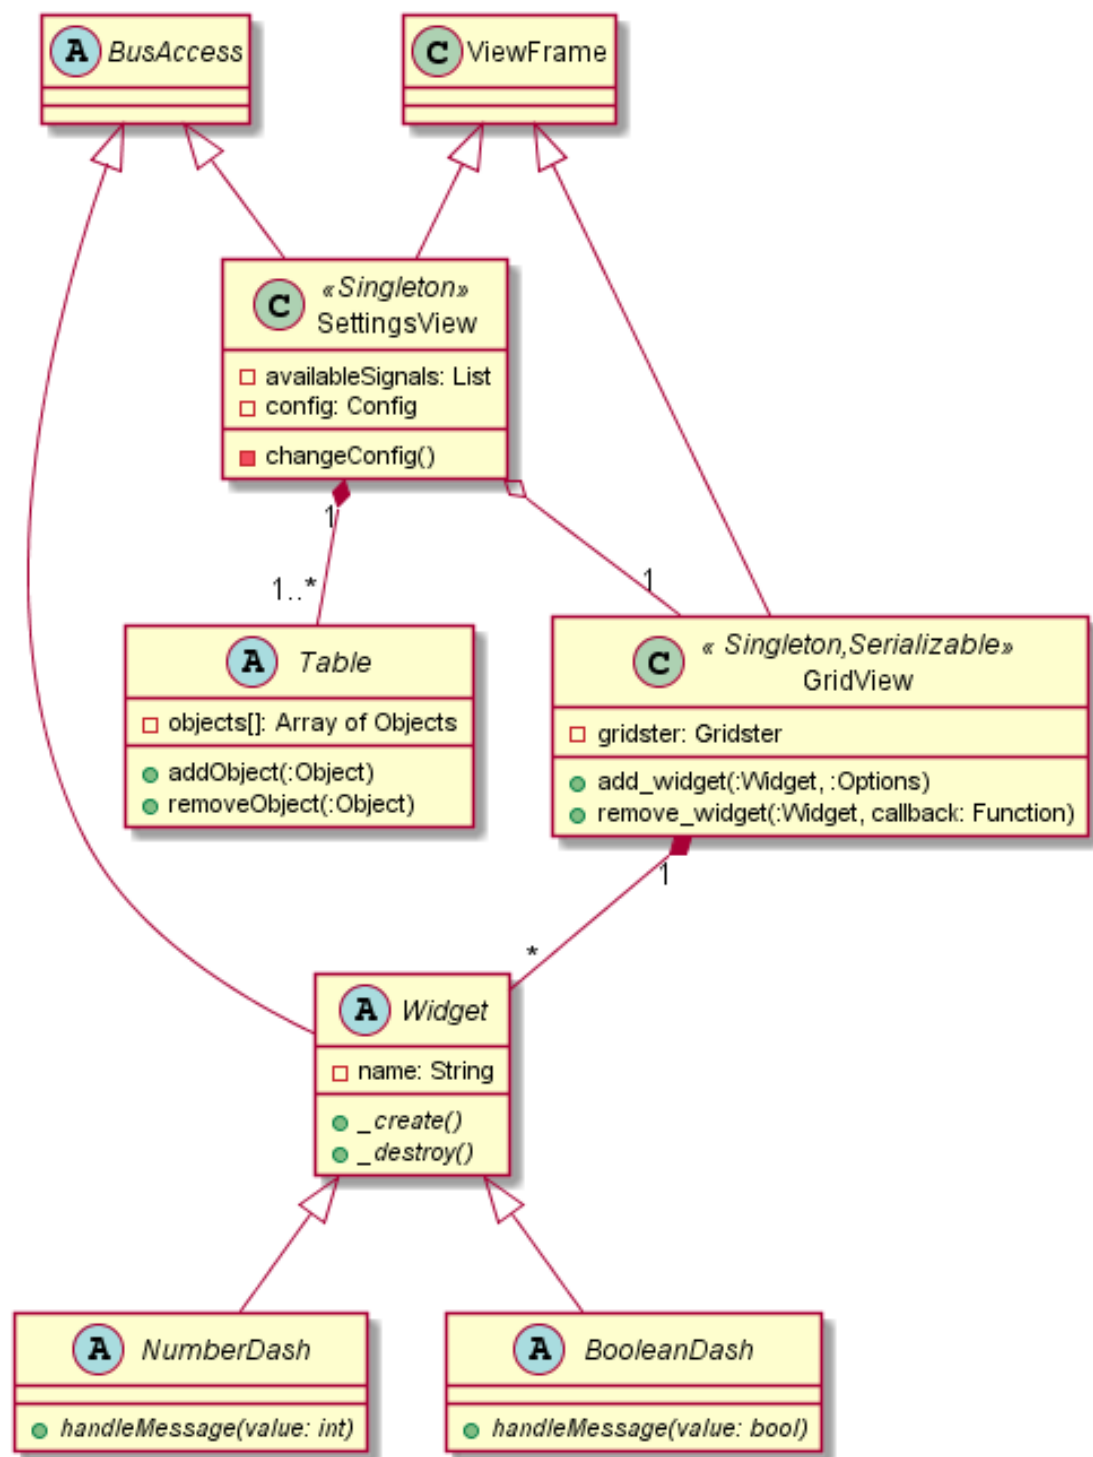 A BusAccess
C ViewFrame
«Singleton»
C SettingsView
availableSignals: List
config: Config
changeConfig()
1
1..*
1
A Table
objects[]: Array of Objects
addObject(:Object)
removeObject(:Object)
« Singleton,Serializable»
C GridView
gridster: Gridster
add_widget(:Widget, :Options)
remove_widget(:Widget, callback: Function)
1
*
A Widget
name: String
_create()
_destroy()
A NumberDash
handleMessage(value: int)
A BooleanDash
handleMessage(value: bool)